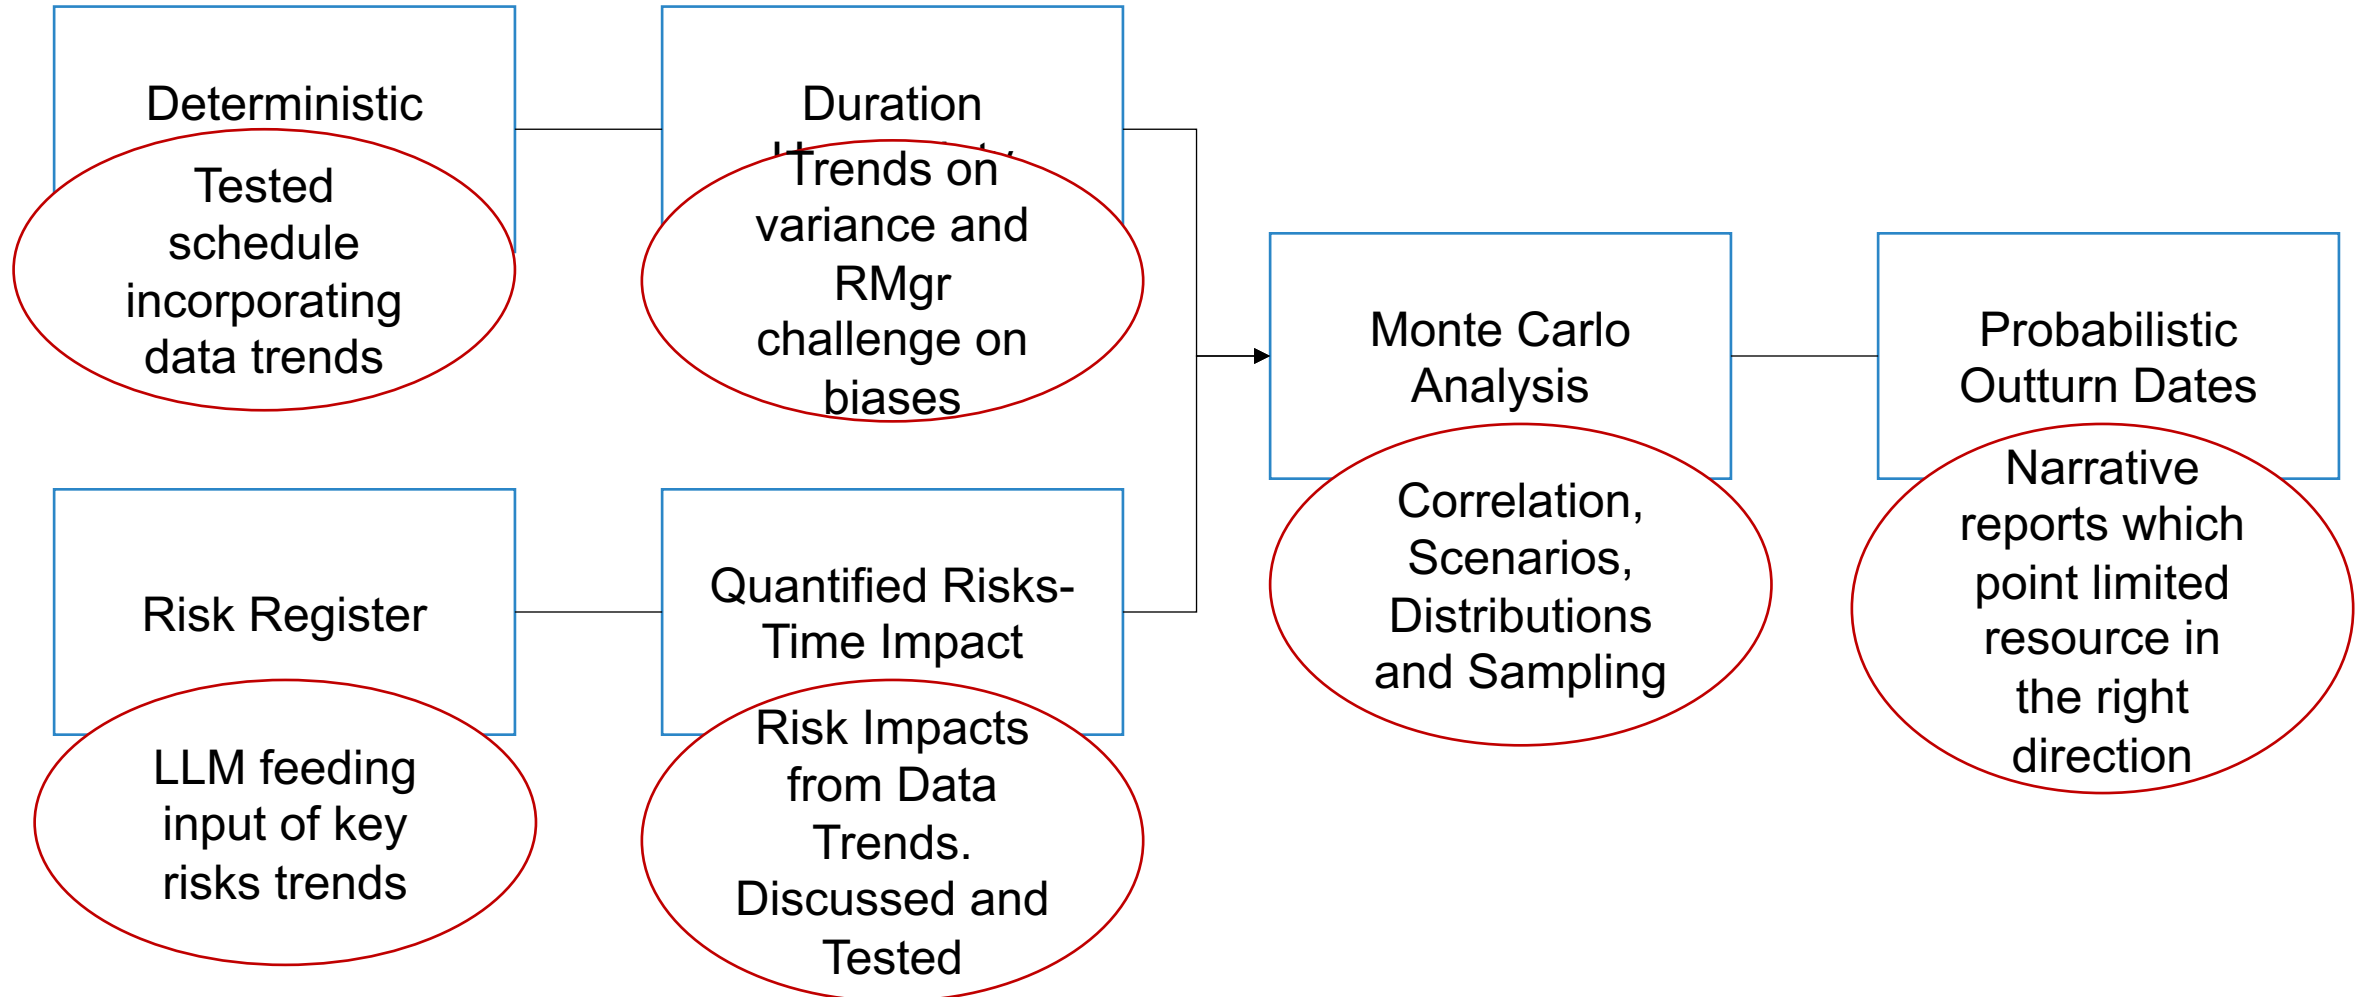 Deterministic
Tested
schedule
incorporating
data trends
Duration
Trends on
variance and
RMgr
challenge on
biases
Monte Carlo
Analysis
Correlation,
Scenarios,
Distributions
and Sampling
Probabilistic
Outturn Dates
Narrative
reports which
point limited
resource in
the right
direction
Risk Register
LLM feeding
input of key
risks trends
Quantified Risks-
Time Impact
Risk Impacts
from Data
Trends.
Discussed and
Tested